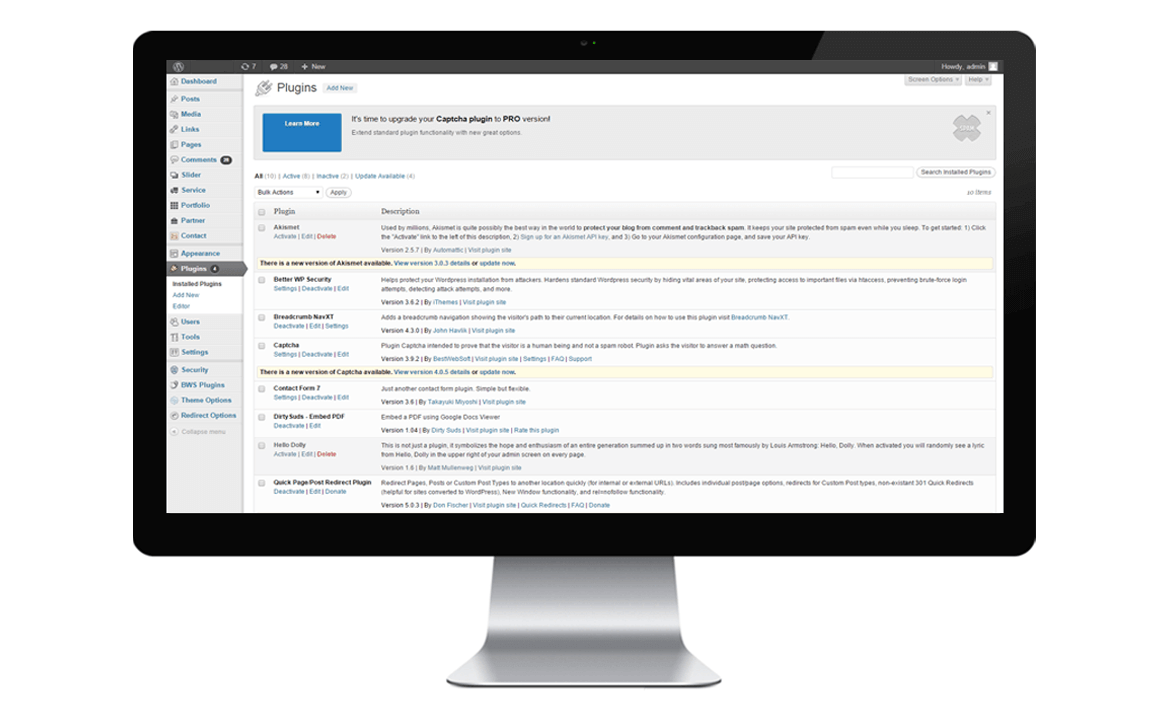 7 28 + New Howdy, admin
Screen Options Help
Dashboard
Posts
Media
Links
Pages
Comments 28
Slider
Service
Portfolio
Partner
Contact
Appearance
Plugins 4
Installed Plugins
Add New
Editor
Users
Tools
Settings
Security
BWS Plugins
Theme Options
Redirect Options
Collapse menu
Plugins Add New
Learn More
It's time to upgrade your Captcha plugin to PRO version!
Extend standard plugin functionality with new great options.
All (10) | Active (8) | Inactive (2) | Update Available (4)
Search Installed Plugins
Bulk Actions Apply
10 items
Plugin Description
Akismet
Activate | Edit | Delete
Used by millions, Akismet is quite possibly the best way in the world to protect your blog from comment and trackback spam. It keeps your site protected from spam even while you sleep. To get started: 1) Click
the "Activate" link to the left of this description, 2) Sign up for an Akismet API key, and 3) Go to your Akismet configuration page, and save your API key.
Version 2.5.7 | By Automattic | Visit plugin site
There is a new version of Akismet available. View version 3.0.3 details or update now.
Better WP Security
Settings | Deactivate | Edit
Helps protect your Wordpress installation from attackers. Hardens standard Wordpress security by hiding vital areas of your site, protecting access to important files via htaccess, preventing brute-force login
attempts, detecting attack attempts, and more.
Version 3.6.2 | By iThemes | Visit plugin site
Breadcrumb NavXT
Deactivate | Edit | Settings
Adds a breadcrumb navigation showing the visitor's path to their current location. For details on how to use this plugin visit Breadcrumb NavXT.
Version 4.3.0 | By John Havlik | Visit plugin site
Captcha
Settings | Deactivate | Edit
Plugin Captcha intended to prove that the visitor is a human being and not a spam robot. Plugin asks the visitor to answer a math question.
Version 3.9.2 | By BestWebSoft | Visit plugin site | Settings | FAQ | Support
There is a new version of Captcha available. View version 4.0.5 details or update now.
Contact Form 7
Settings | Deactivate | Edit
Just another contact form plugin. Simple but flexible.
Version 3.6 | By Takayuki Miyoshi | Visit plugin site
DirtySuds - Embed PDF
Deactivate | Edit
Embed a PDF using Google Docs Viewer
Version 1.04 | By Dirty Suds | Visit plugin site | Rate this plugin
Hello Dolly
Activate | Edit | Delete
This is not just a plugin, it symbolizes the hope and enthusiasm of an entire generation summed up in two words sung most famously by Louis Armstrong: Hello, Dolly. When activated you will randomly see a lyric
from Hello, Dolly in the upper right of your admin screen on every page.
Version 1.6 | By Matt Mullenweg | Visit plugin site
Quick Page/Post Redirect Plugin
Deactivate | Edit | Donate
Redirect Pages, Posts or Custom Post Types to another location quickly (for internal or external URLs). Includes individual post/page options, redirects for Custom Post types, non-existant 301 Quick Redirects
(helpful for sites converted to WordPress), New Window functionality, and rel=nofollow functionality.
Version 5.0.3 | By Don Fischer | Visit plugin site | Quick Redirects | FAQ | Donate